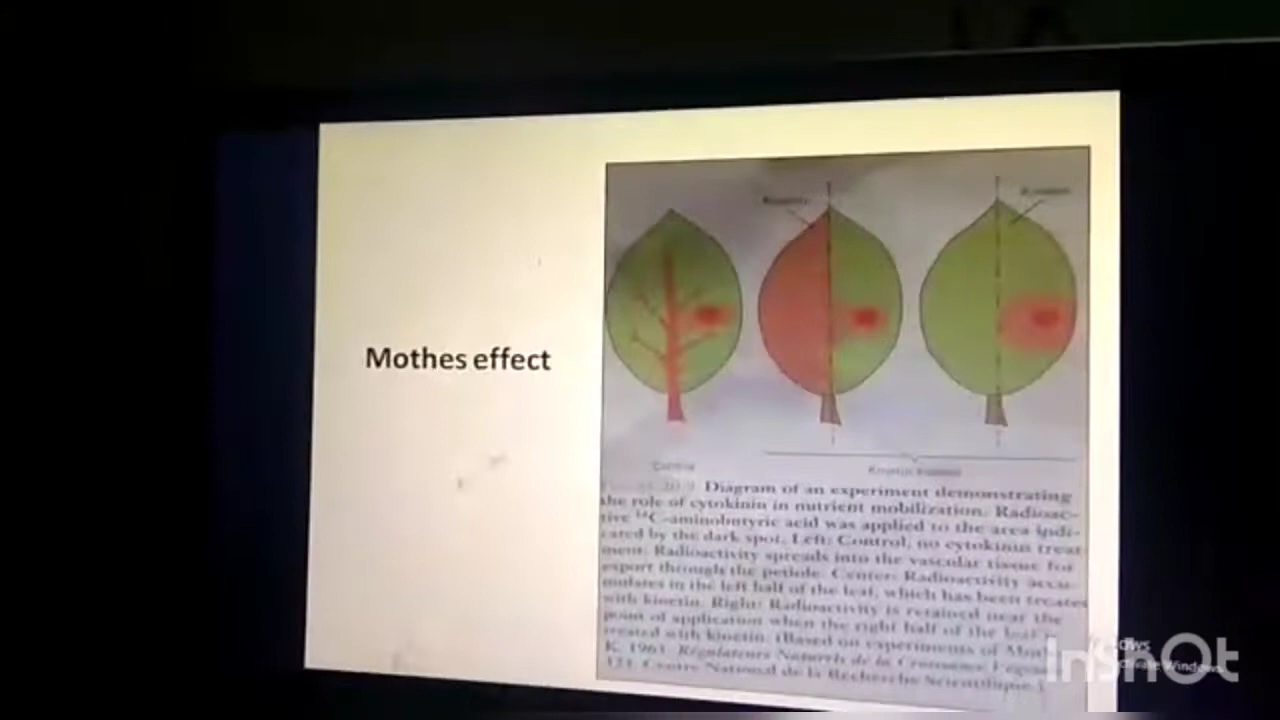 Mothes effect
Control
Diagram of an experiment demonstrating
the role of cytokinin in nutrient mobilization. Radioac-
tive ¹⁴C-aminobutyric acid was applied to the area indi-
cated by the dark spot. Left: Control, no cytokinin treat-
ment. Radioactivity spreads into the vascular tissue for
export through the petiole. Center: Radioactivity accu-
mulates in the left half of the leaf, which has been treated
with kinetin. Right: Radioactivity is retained near the
point of application when the right half of the leaf
treated with kinetin. (Based on experiments of
K. 1961. Régulateurs Naturels de la Croissance
Centre National de la Recherche Scientifique.)
InShOt